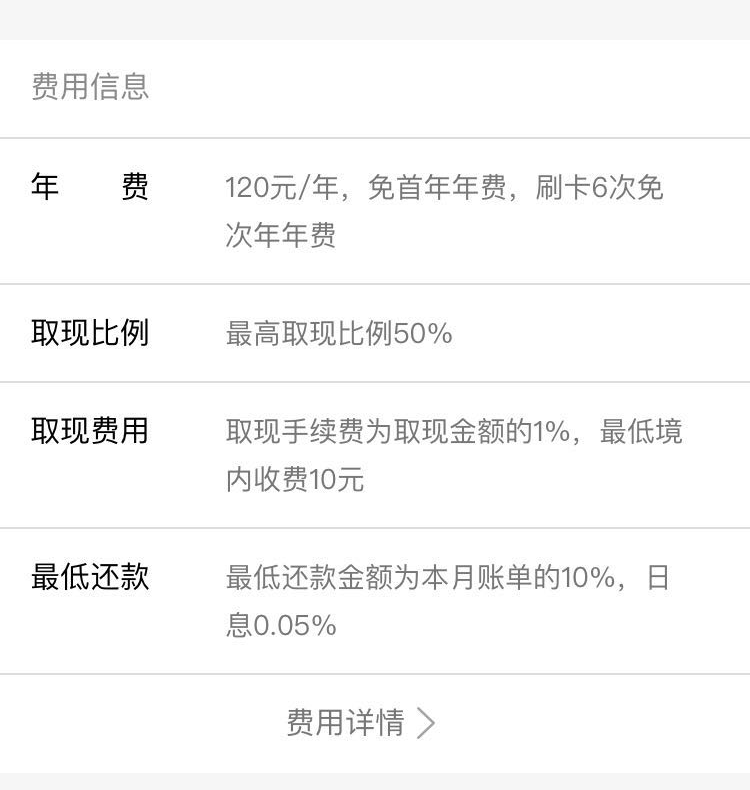 费用信息
年 费
120元/年，免首年年费，刷卡6次免
次年年费
取现比例
最高取现比例50%
取现费用
取现手续费为取现金额的1%，最低境
内收费10元
最低还款
最低还款金额为本月账单的10%，日
息0.05%
费用详情